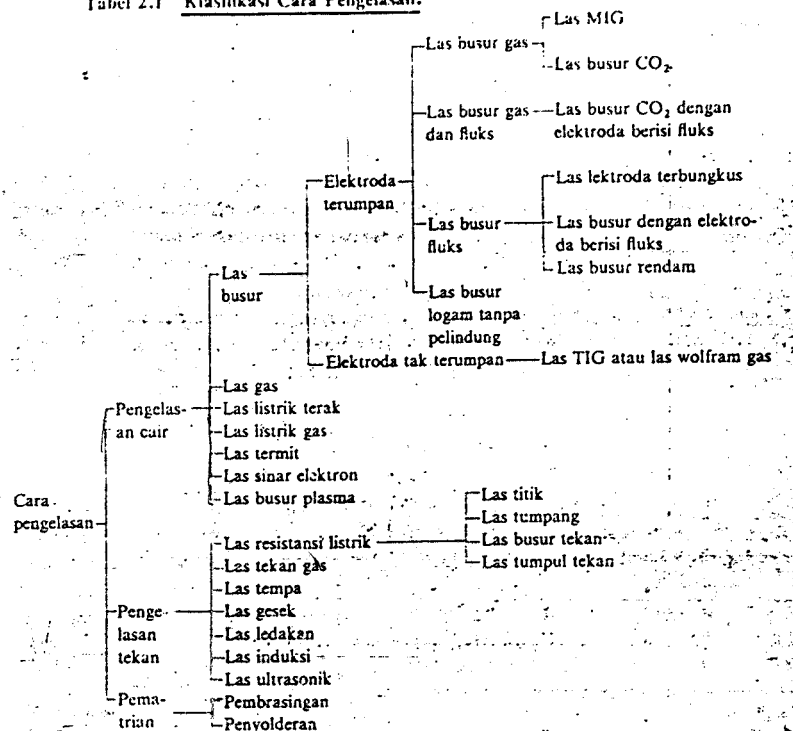 Tabel 2.1 Klasifikasi Cara Pengelasan.
Las MIG
Las busur gas
Las busur CO₂
Las busur gas
dan fluks
Las busur CO₂ dengan
elektroda berisi fluks
Elektroda
terumpan
Las lektroda terbungkus
Las busur
fluks
Las busur dengan elektro-
da berisi fluks
Las busur rendam
Las
busur
Las busur
logam tanpa
pelindung
Elektroda tak terumpan
Las TIG atau las wolfram gas
Pengelas-
an cair
Las gas
Las listrik terak
Las listrik gas
Las termit
Las sinar elektron
Las busur plasma
Cara
pengelasan
Las resistansi listrik
Las titik
Las tumpang
Las busur tekan
Las tumpul tekan
Las tekan gas
Las tempa
Penge-
lasan
tekan
Las gesek
Las ledakan
Las induksi
Las ultrasonik
Pema-
trian
Pembrasingan
Penyolderan